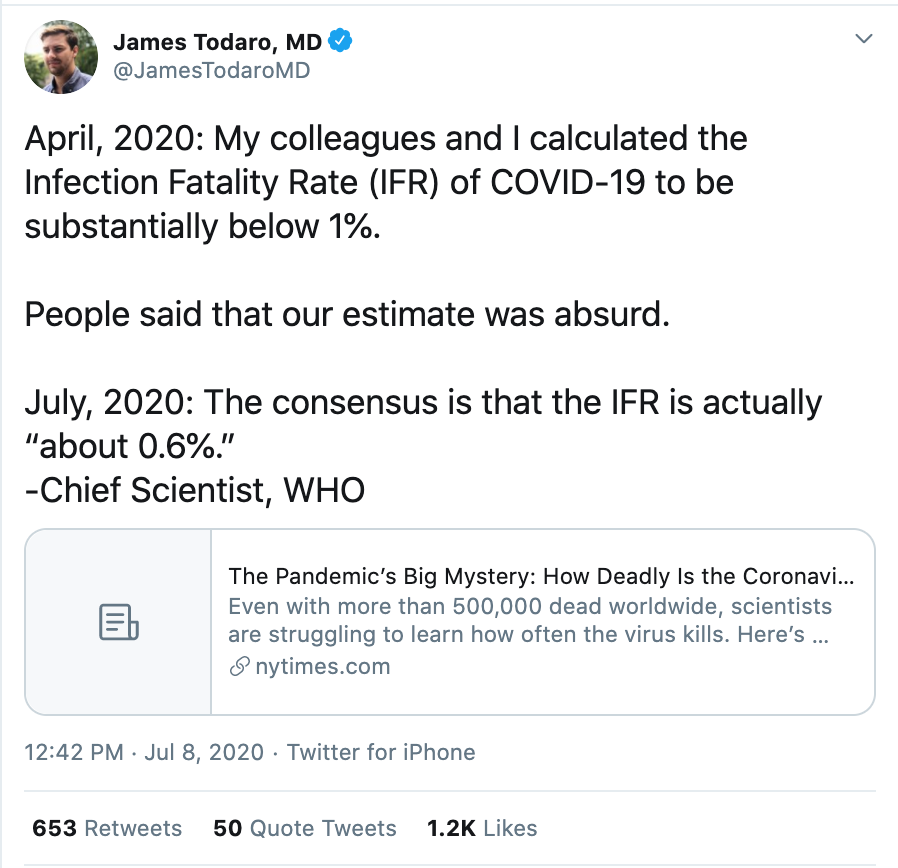 James Todaro, MD
@JamesTodaroMD
April, 2020: My colleagues and I calculated the
Infection Fatality Rate (IFR) of COVID-19 to be
substantially below 1%.
People said that our estimate was absurd.
July, 2020: The consensus is that the IFR is actually
“about 0.6%.”
-Chief Scientist, WHO
The Pandemic’s Big Mystery: How Deadly Is the Coronavi...
Even with more than 500,000 dead worldwide, scientists
are struggling to learn how often the virus kills. Here’s ...
nytimes.com
12:42 PM · Jul 8, 2020 · Twitter for iPhone
653 Retweets 50 Quote Tweets 1.2K Likes